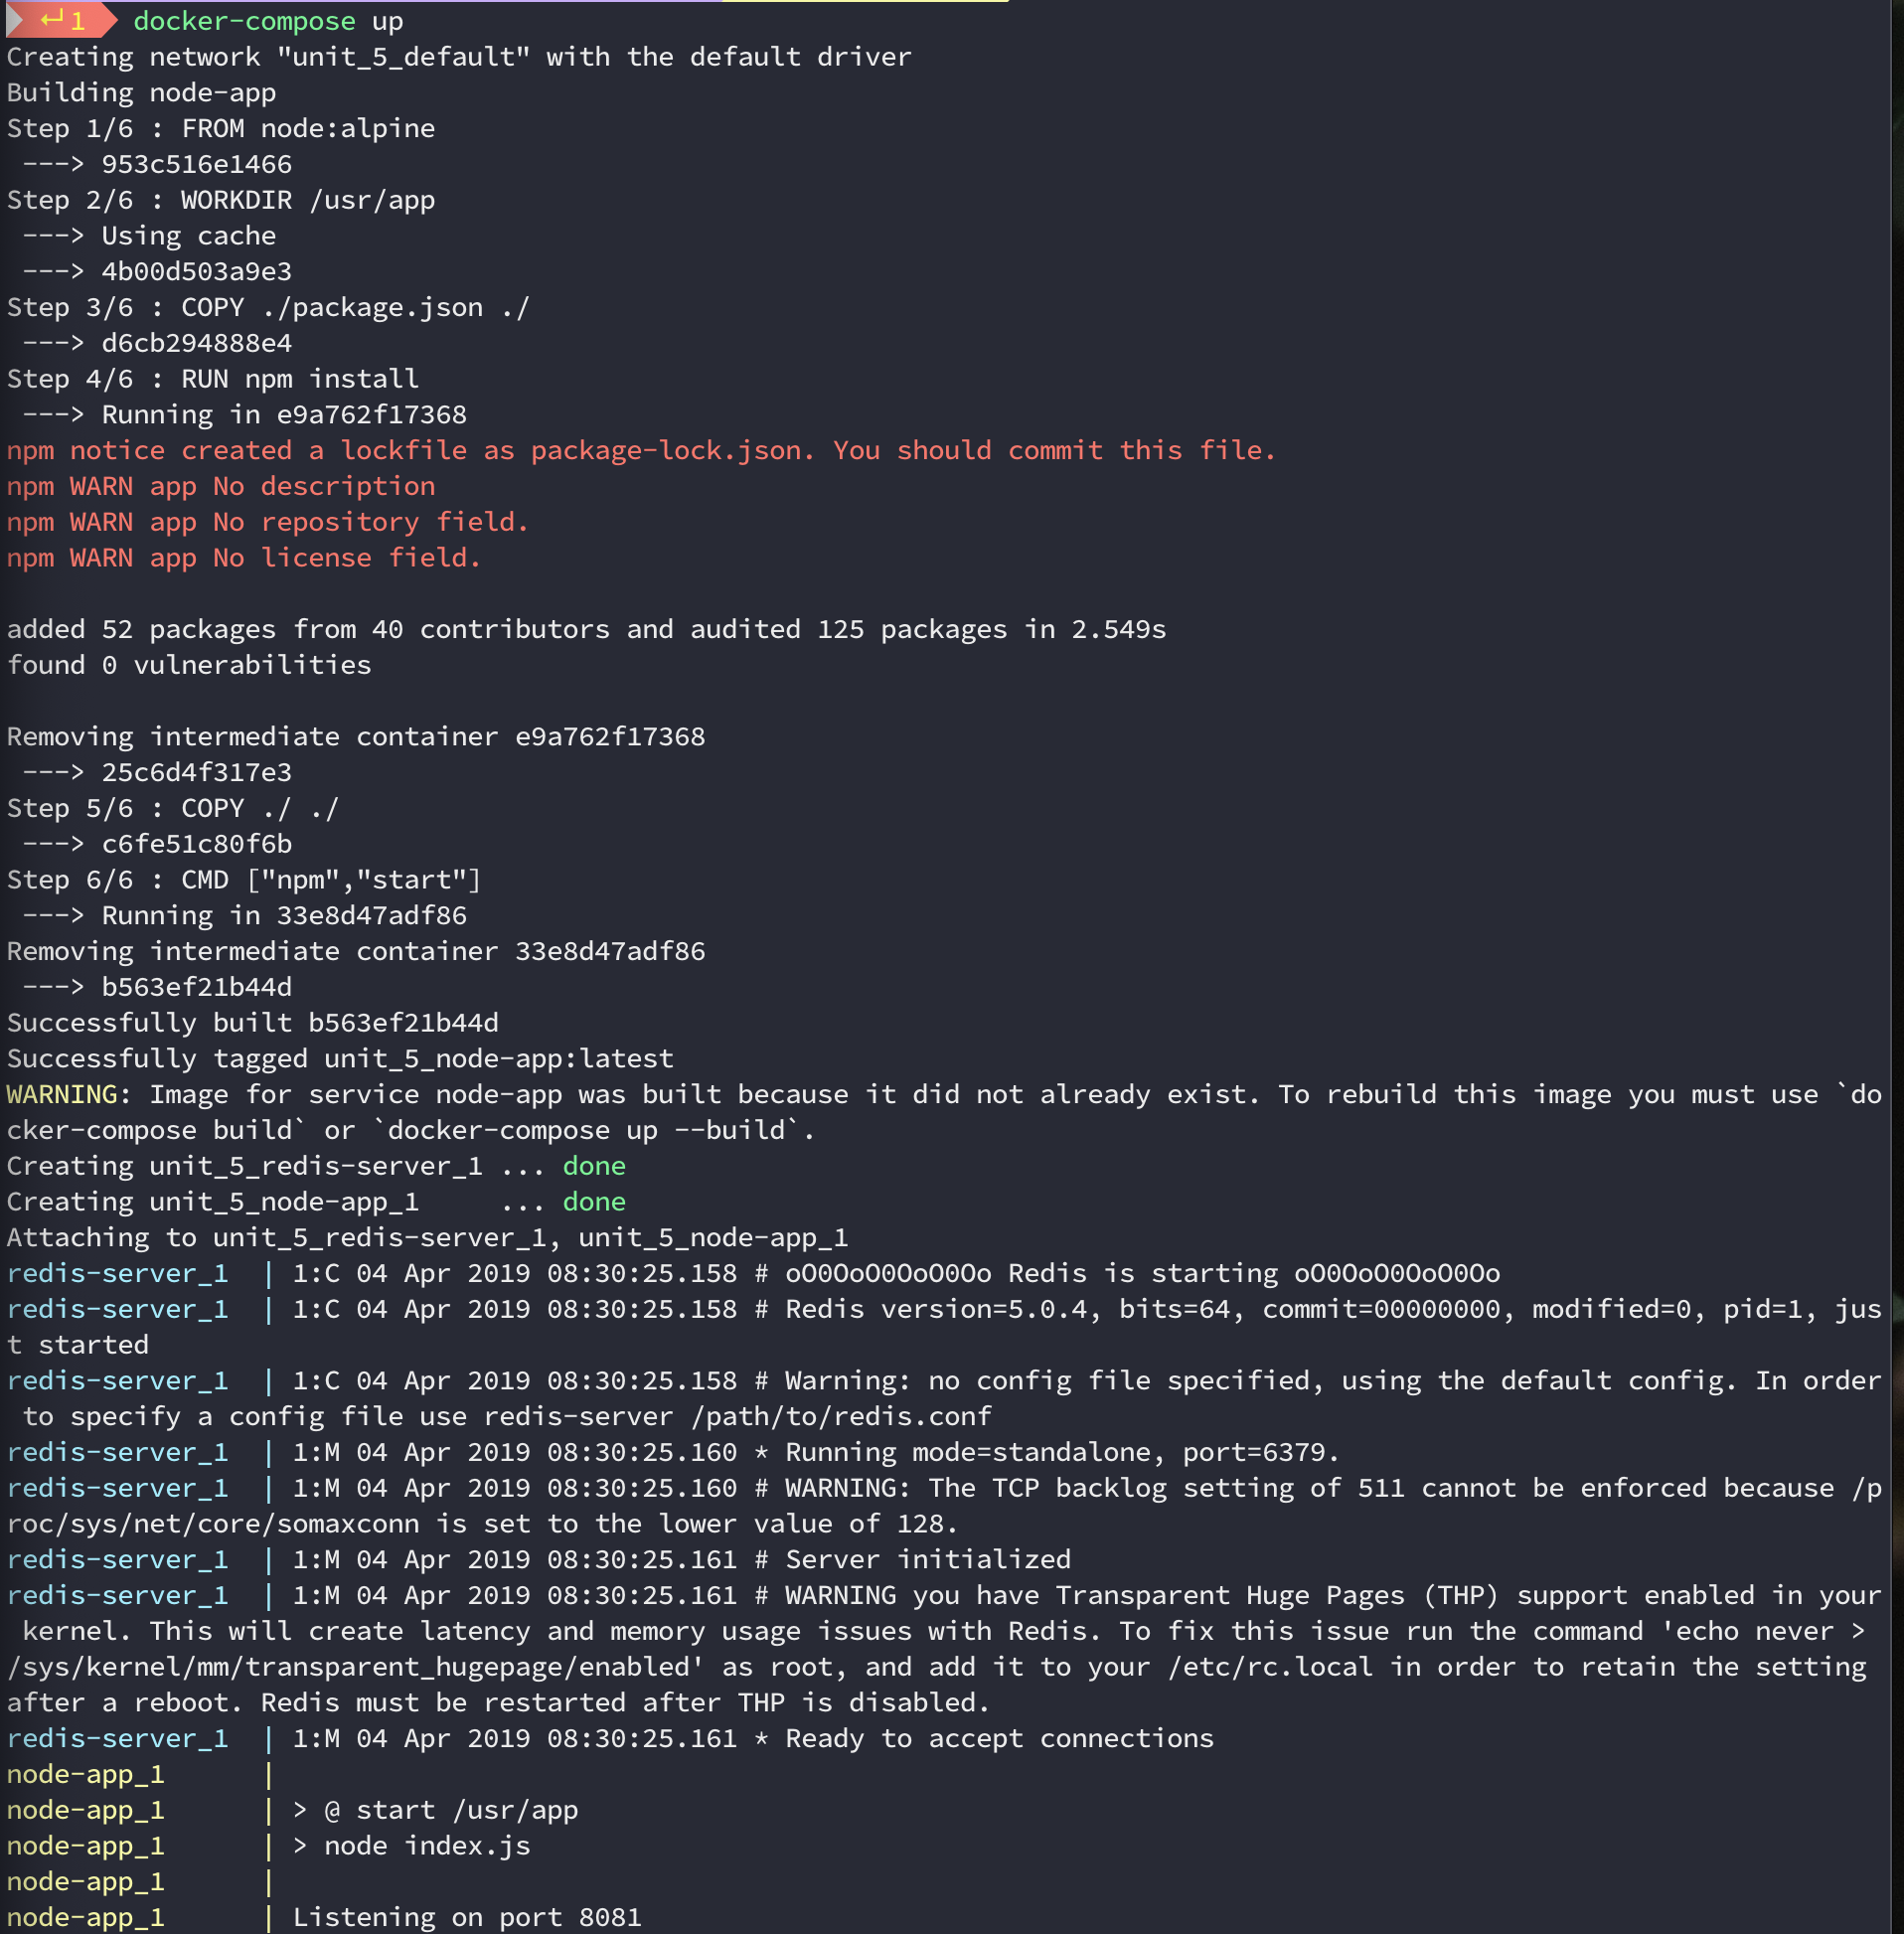 ↵1 docker-compose up
Creating network "unit_5_default" with the default driver
Building node-app
Step 1/6 : FROM node:alpine
 ---> 953c516e1466
Step 2/6 : WORKDIR /usr/app
 ---> Using cache
 ---> 4b00d503a9e3
Step 3/6 : COPY ./package.json ./
 ---> d6cb294888e4
Step 4/6 : RUN npm install
 ---> Running in e9a762f17368
npm notice created a lockfile as package-lock.json. You should commit this file.
npm WARN app No description
npm WARN app No repository field.
npm WARN app No license field.

added 52 packages from 40 contributors and audited 125 packages in 2.549s
found 0 vulnerabilities

Removing intermediate container e9a762f17368
 ---> 25c6d4f317e3
Step 5/6 : COPY ./ ./
 ---> c6fe51c80f6b
Step 6/6 : CMD ["npm","start"]
 ---> Running in 33e8d47adf86
Removing intermediate container 33e8d47adf86
 ---> b563ef21b44d
Successfully built b563ef21b44d
Successfully tagged unit_5_node-app:latest
WARNING: Image for service node-app was built because it did not already exist. To rebuild this image you must use `do
cker-compose build` or `docker-compose up --build`.
Creating unit_5_redis-server_1 ... done
Creating unit_5_node-app_1     ... done
Attaching to unit_5_redis-server_1, unit_5_node-app_1
redis-server_1  | 1:C 04 Apr 2019 08:30:25.158 # oO0OoO0OoO0Oo Redis is starting oO0OoO0OoO0Oo
redis-server_1  | 1:C 04 Apr 2019 08:30:25.158 # Redis version=5.0.4, bits=64, commit=00000000, modified=0, pid=1, jus
t started
redis-server_1  | 1:C 04 Apr 2019 08:30:25.158 # Warning: no config file specified, using the default config. In order
 to specify a config file use redis-server /path/to/redis.conf
redis-server_1  | 1:M 04 Apr 2019 08:30:25.160 * Running mode=standalone, port=6379.
redis-server_1  | 1:M 04 Apr 2019 08:30:25.160 # WARNING: The TCP backlog setting of 511 cannot be enforced because /p
roc/sys/net/core/somaxconn is set to the lower value of 128.
redis-server_1  | 1:M 04 Apr 2019 08:30:25.161 # Server initialized
redis-server_1  | 1:M 04 Apr 2019 08:30:25.161 # WARNING you have Transparent Huge Pages (THP) support enabled in your
 kernel. This will create latency and memory usage issues with Redis. To fix this issue run the command 'echo never >
/sys/kernel/mm/transparent_hugepage/enabled' as root, and add it to your /etc/rc.local in order to retain the setting
after a reboot. Redis must be restarted after THP is disabled.
redis-server_1  | 1:M 04 Apr 2019 08:30:25.161 * Ready to accept connections
node-app_1      |
node-app_1      | > @ start /usr/app
node-app_1      | > node index.js
node-app_1      |
node-app_1      | Listening on port 8081